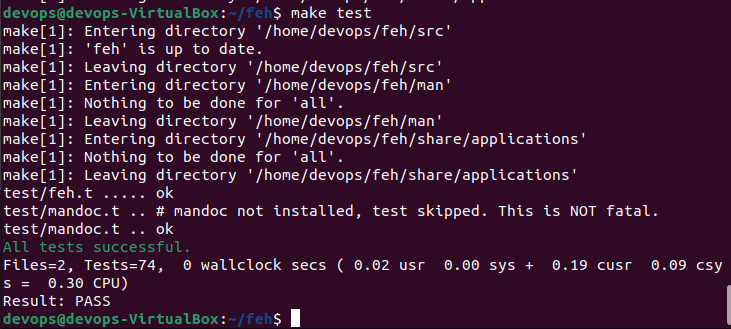 devops@devops-VirtualBox:~/feh$ make test
make[1]: Entering directory '/home/devops/feh/src'
make[1]: 'feh' is up to date.
make[1]: Leaving directory '/home/devops/feh/src'
make[1]: Entering directory '/home/devops/feh/man'
make[1]: Nothing to be done for 'all'.
make[1]: Leaving directory '/home/devops/feh/man'
make[1]: Entering directory '/home/devops/feh/share/applications'
make[1]: Nothing to be done for 'all'.
make[1]: Leaving directory '/home/devops/feh/share/applications'
test/feh.t ..... ok
test/mandoc.t .. # mandoc not installed, test skipped. This is NOT fatal.
test/mandoc.t .. ok
All tests successful.
Files=2, Tests=74,  0 wallclock secs ( 0.02 usr  0.00 sys +  0.19 cusr  0.09 csy
s =  0.30 CPU)
Result: PASS
devops@devops-VirtualBox:~/feh$